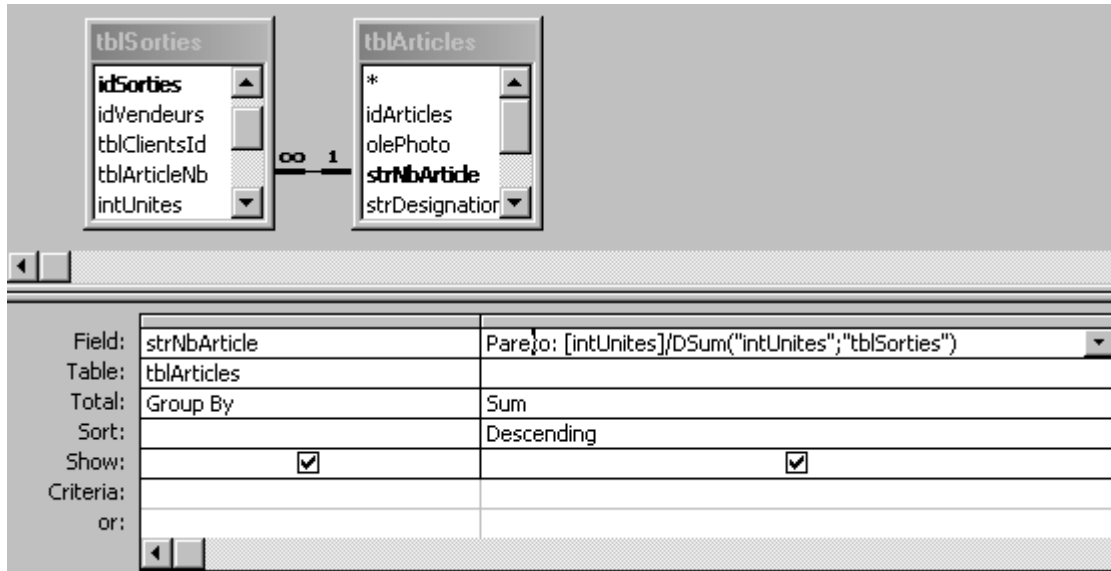 tblSorties
idSorties
idVendeurs
tblClientsId
tblArticleNb
intUnites
∞ 1
tblArticles
*
idArticles
olePhoto
strNbArticle
strDesignation
Field: strNbArticle Pareto: [intUnites]/DSum("intUnites";"tblSorties")
Table: tblArticles
Total: Group By Sum
Sort: Descending
Show:
Criteria:
or: